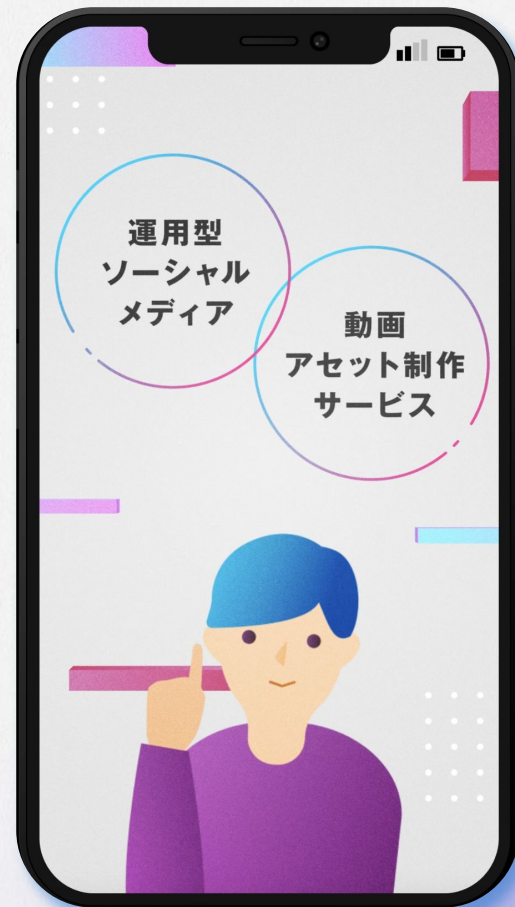 運用型
ソーシャル
メディア
動画
アセット制作
サービス